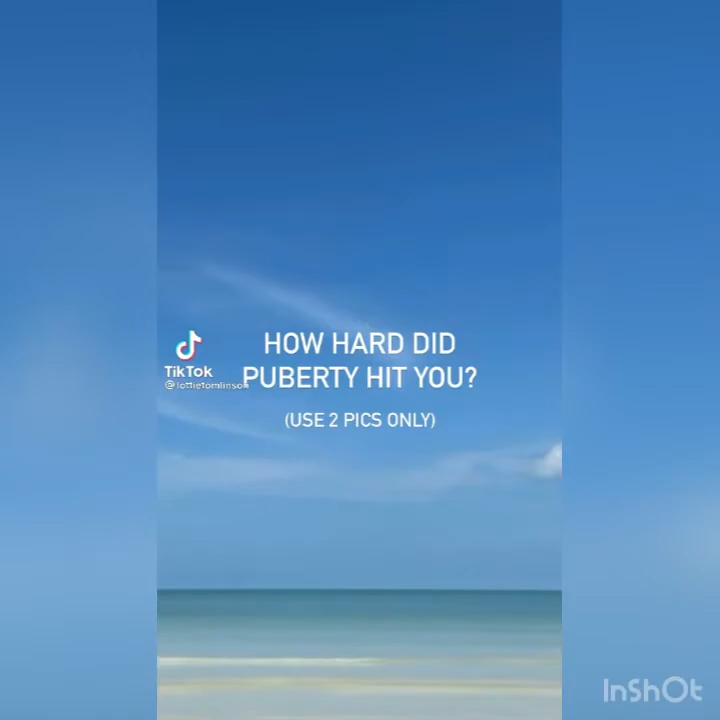 HOW HARD DID
PUBERTY HIT YOU?
(USE 2 PICS ONLY)
TikTok
@lottietomlinson
InShOt